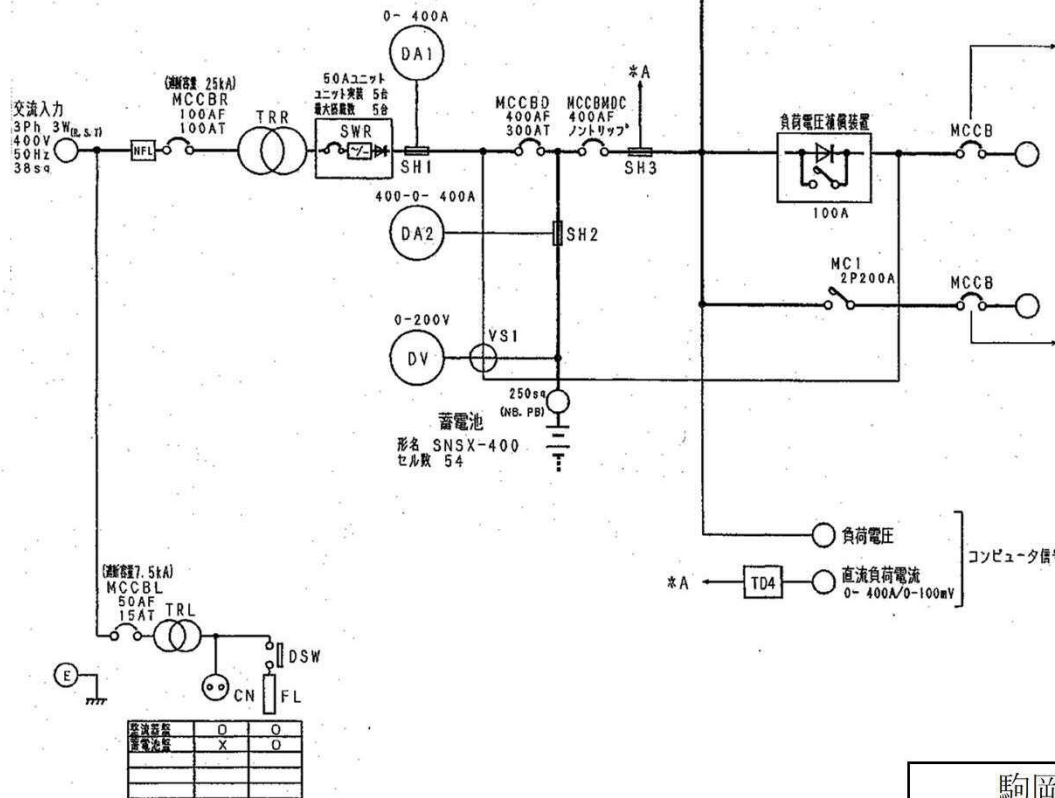 0- 400A
DA1
(遮断容量 25kA)
MCCBR
100AF
100AT
TRR
50Aユニット
ユニット実装 5台
最大搭載数 5台
SWR
交流入力
3Ph 3W(R.S.T)
400V
50Hz
38sq
NFL
SH1
MCCBD
400AF
300AT
MCCBMDC
400AF
ノントリップ
*A
SH3
負荷電圧補償装置
100A
MCCB
400-0- 400A
DA2
SH2
MC1
2P200A
MCCB
0-200V
DV
VS1
250sq
(NB. PB)
蓄電池
形名 SNSX-400
セル数 54
負荷電圧
*A
TD4
直流負荷電流
0- 400A/0-100mV
コンピュータ信
(遮断容量7.5kA)
MCCBL
50AF
15AT
TRL
DSW
E
CN
FL
整流器盤 O O
蓄電池盤 X O
駒岡